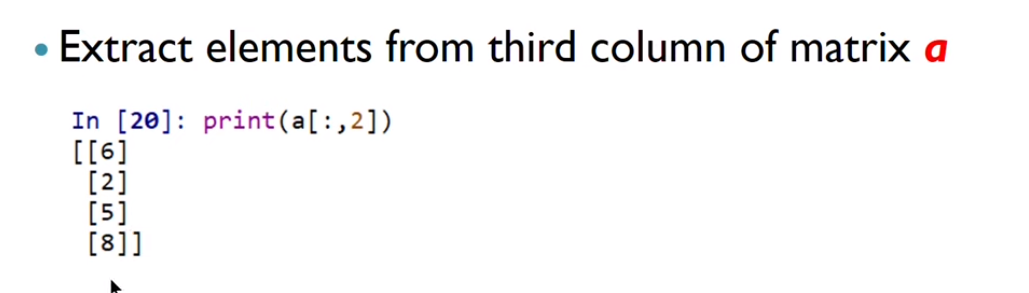 • Extract elements from third column of matrix a
In [20]: print(a[:,2])
[[6]
 [2]
 [5]
 [8]]